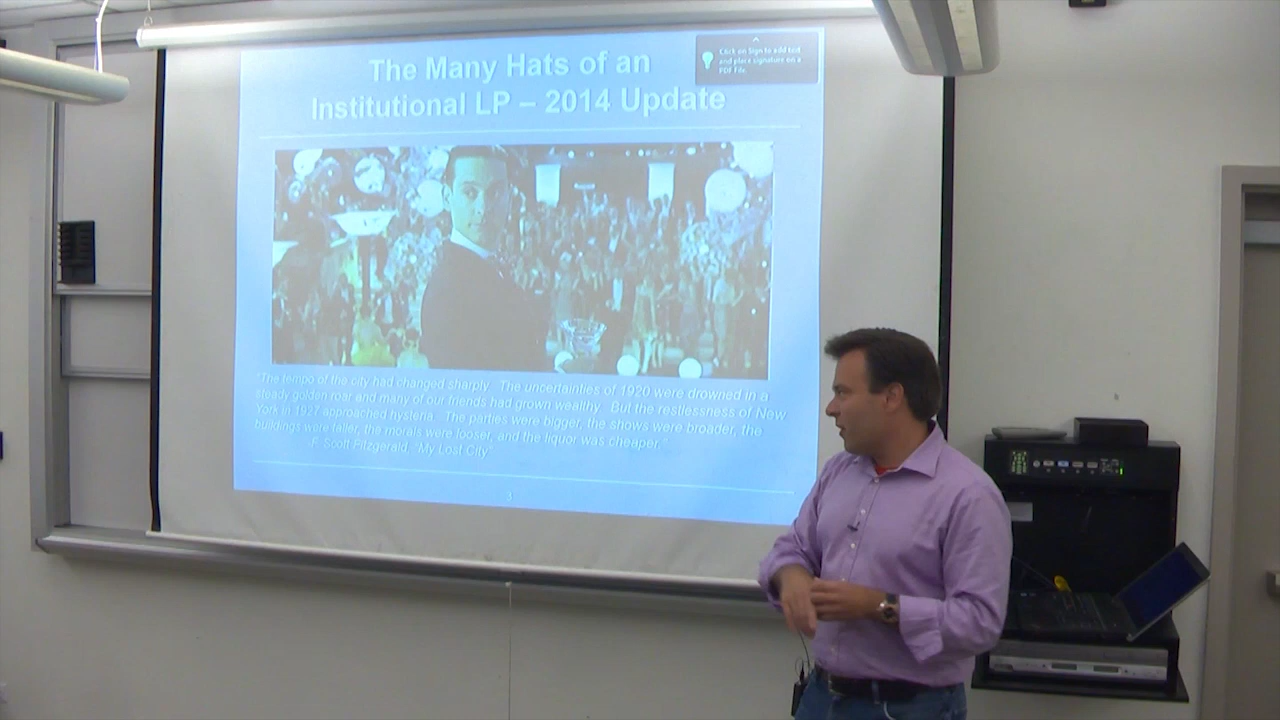 The Many Hats of an
Institutional LP – 2014 Update
Click on Sign to add text
and place signature on a
PDF File.
"The tempo of the city had changed sharply. The uncertainties of 1920 were drowned in a
steady golden roar and many of our friends had grown wealthy. But the restlessness of New
York in 1927 approached hysteria. The parties were bigger, the shows were broader, the
buildings were taller, the morals were looser, and the liquor was cheaper."
-F. Scott Fitzgerald, "My Lost City"
3